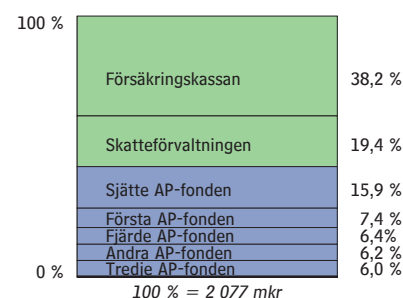 100 %
Försäkringskassan 38,2 %
Skatteförvaltningen 19,4 %
Sjätte AP-fonden 15,9 %
Första AP-fonden 7,4 %
Fjärde AP-fonden 6,4%
Andra AP-fonden 6,2 %
0 % Tredje AP-fonden 6,0 %
100 % = 2 077 mkr